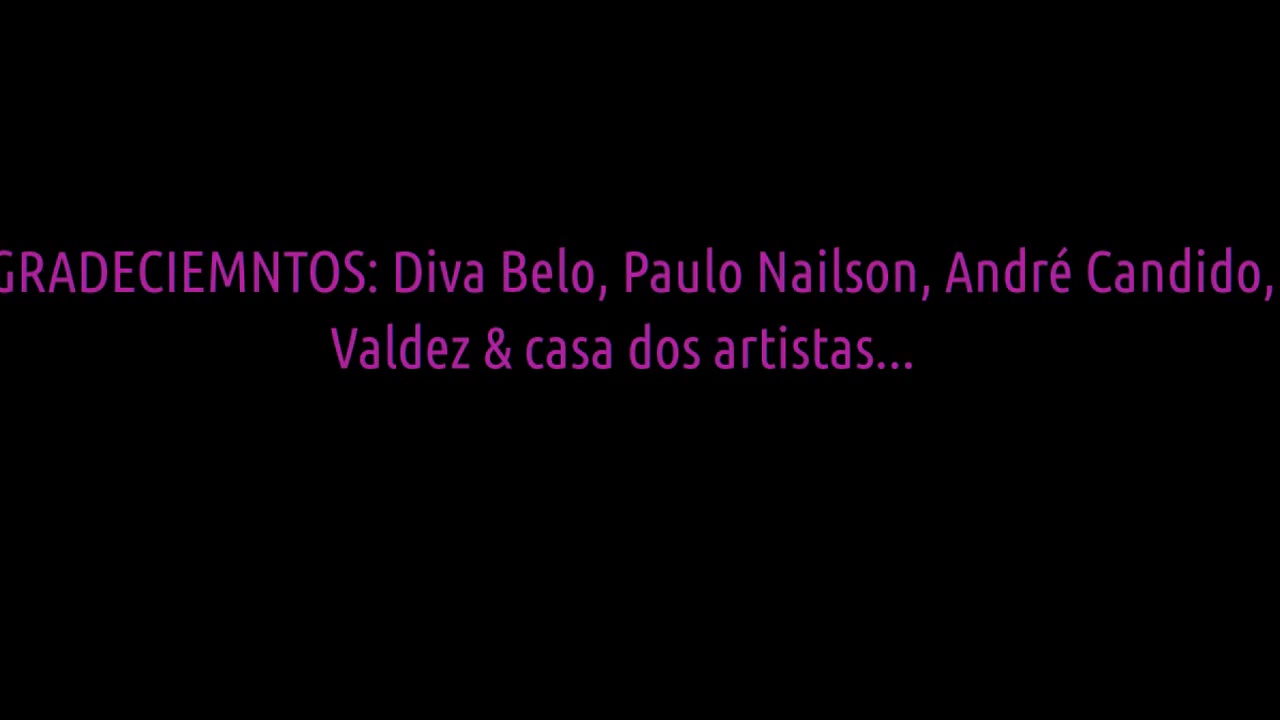 GRADECIEMNTOS: Diva Belo, Paulo Nailson, André Candido,
Valdez & casa dos artistas...